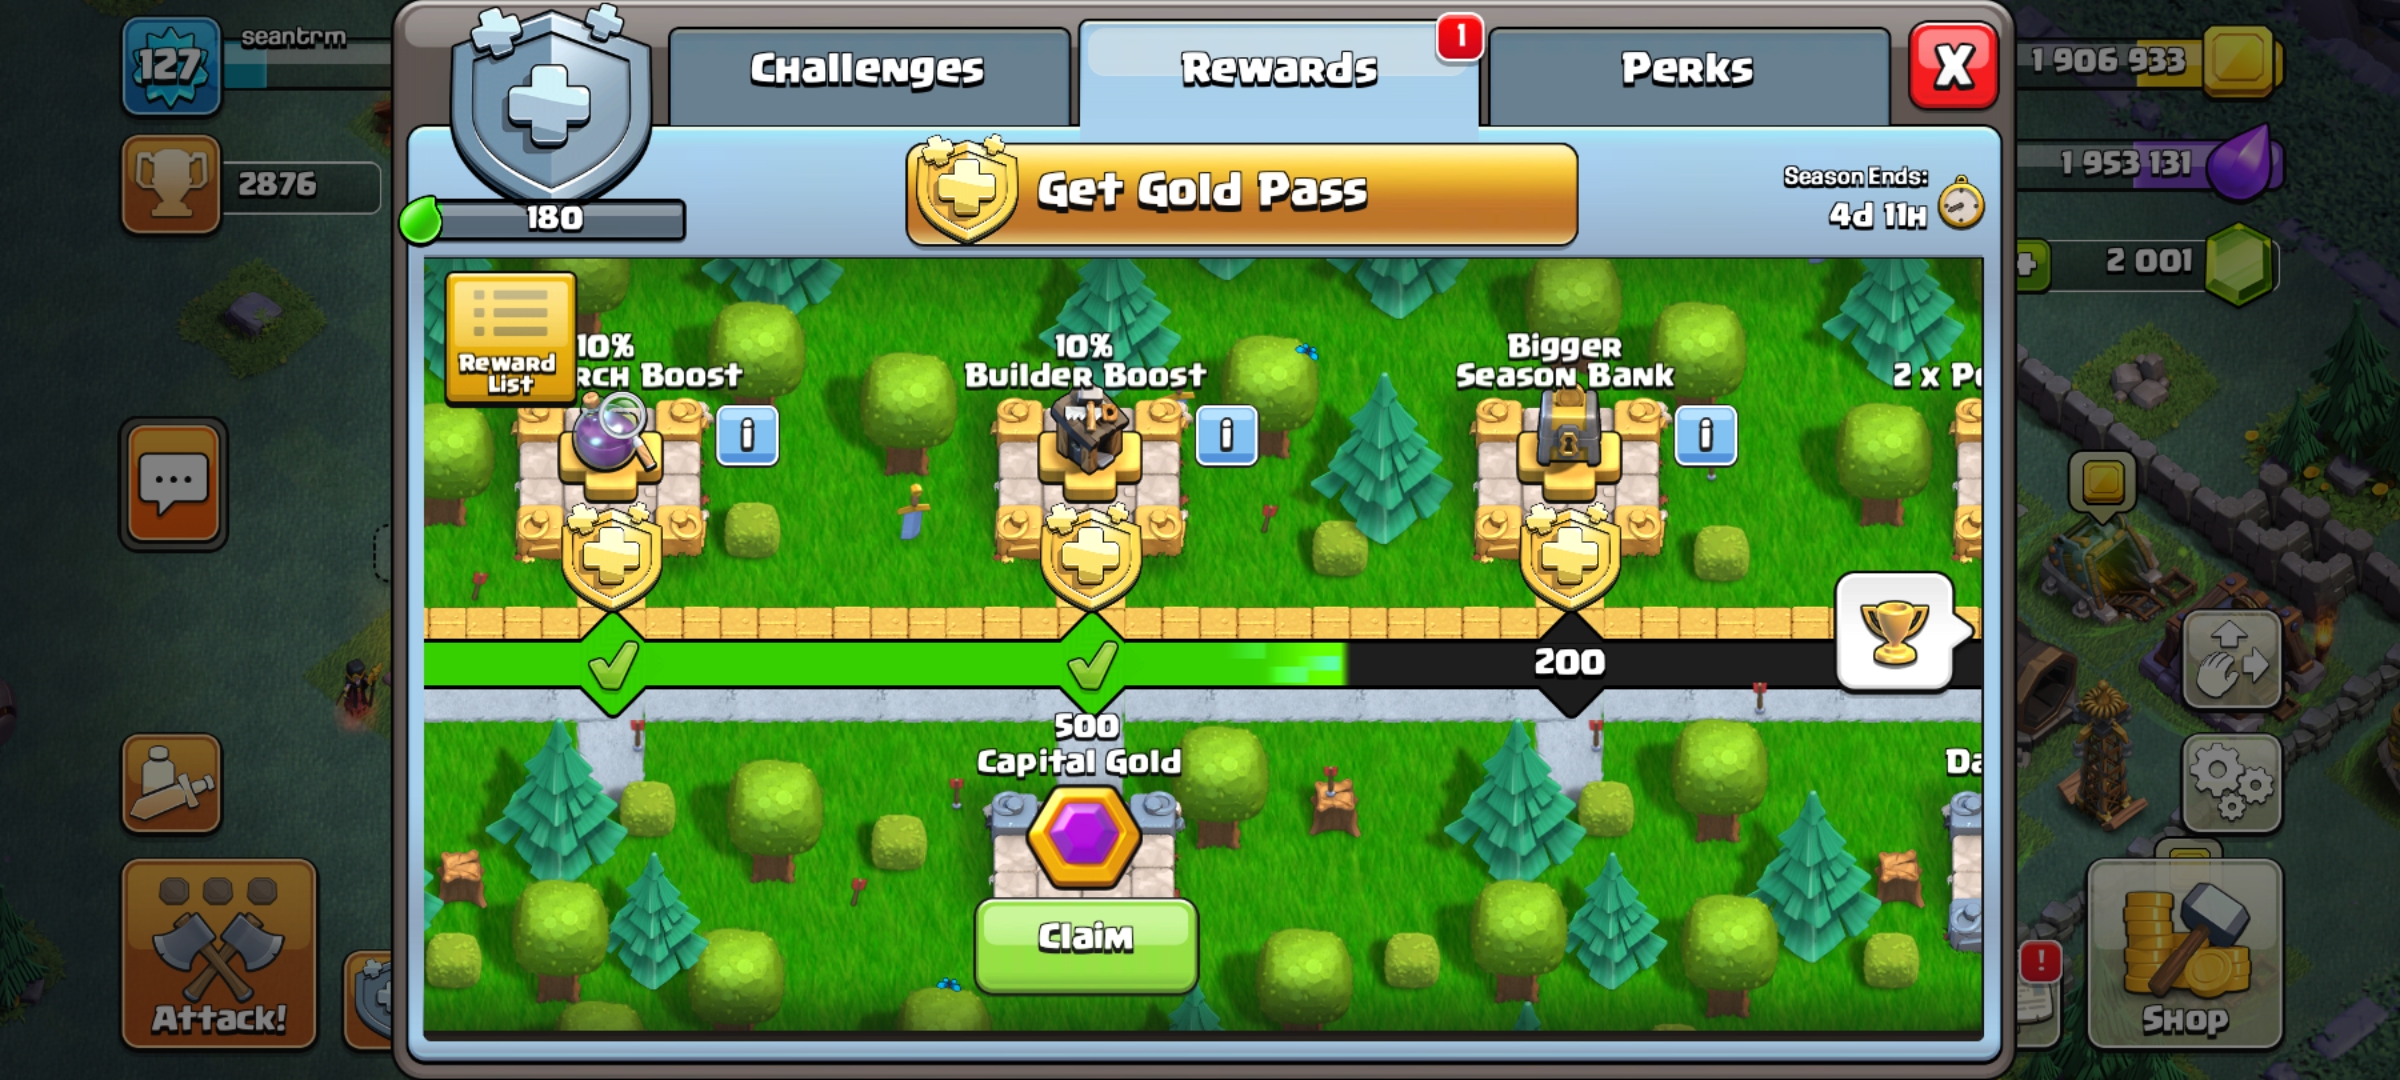 127
seantrm
2876
Challenges
Rewards
1
Perks
X
1 906 933
1 953 131
2 001
180
Get Gold Pass
Season Ends:
4d 11H
Reward
List
10%
RCH Boost
10%
Builder Boost
Bigger
Season Bank
2 x P
i
i
i
200
500
Capital Gold
Da
Claim
Attack!
!
Shop